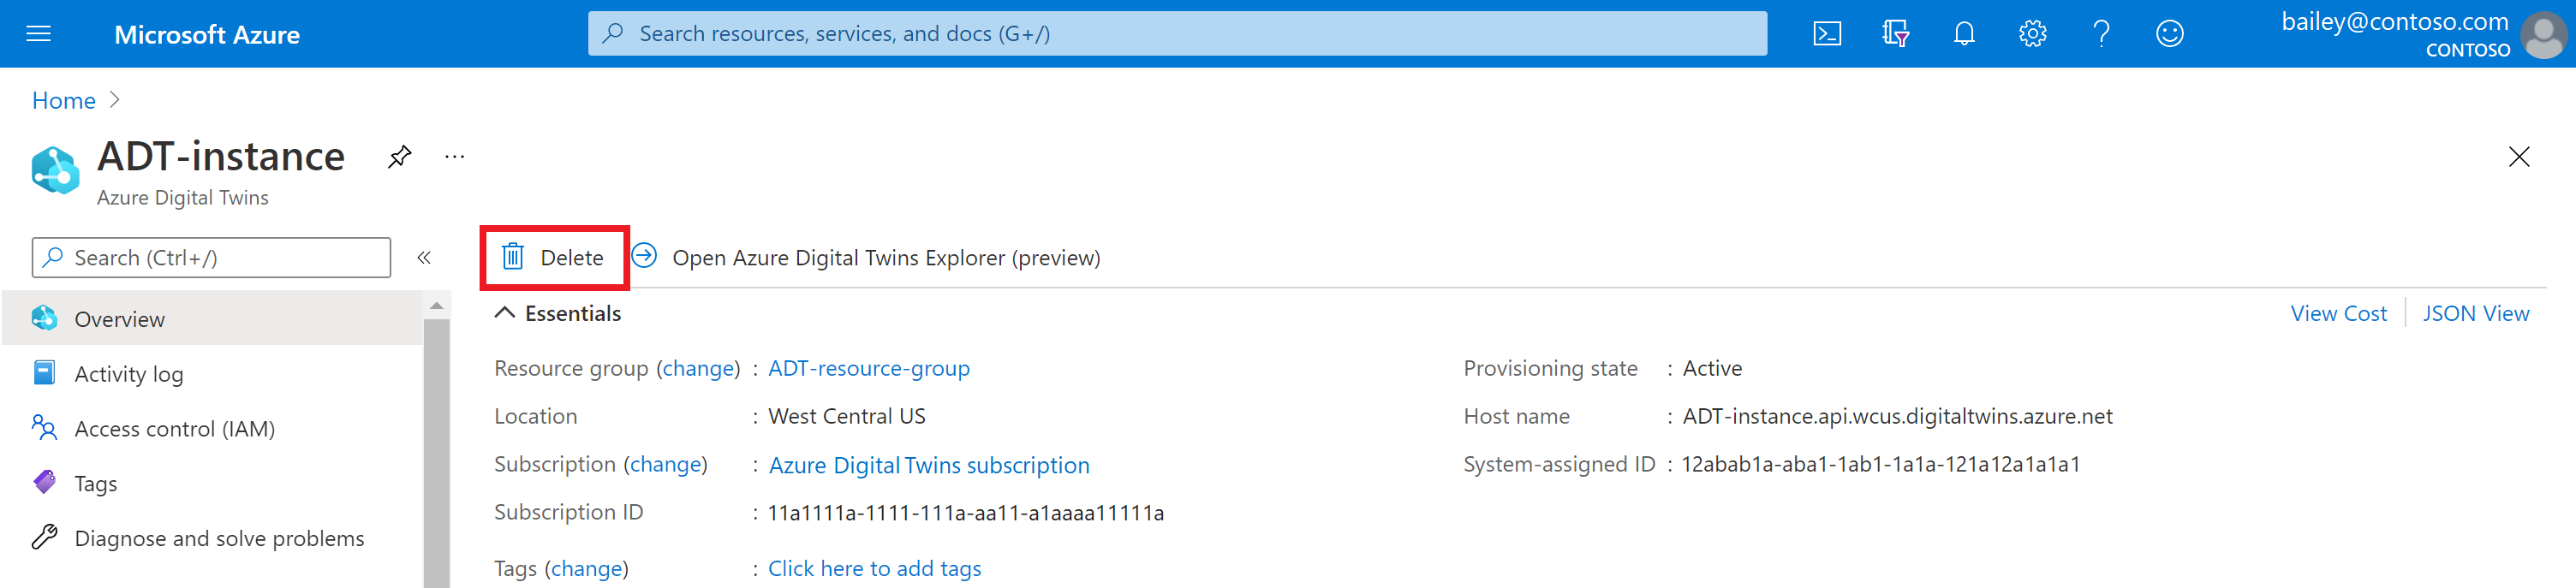 Microsoft Azure
Search resources, services, and docs (G+/)
bailey@contoso.com
CONTOSO
Home
ADT-instance
Azure Digital Twins
Search (Ctrl+/)
Delete
Open Azure Digital Twins Explorer (preview)
Overview
Activity log
Access control (IAM)
Tags
Diagnose and solve problems
Essentials
View Cost
JSON View
Resource group (change) : ADT-resource-group
Location : West Central US
Subscription (change) : Azure Digital Twins subscription
Subscription ID : 11a1111a-1111-111a-aa11-a1aaaa11111a
Tags (change) : Click here to add tags
Provisioning state : Active
Host name : ADT-instance.api.wcus.digitaltwins.azure.net
System-assigned ID : 12abab1a-aba1-1ab1-1a1a-121a12a1a1a1